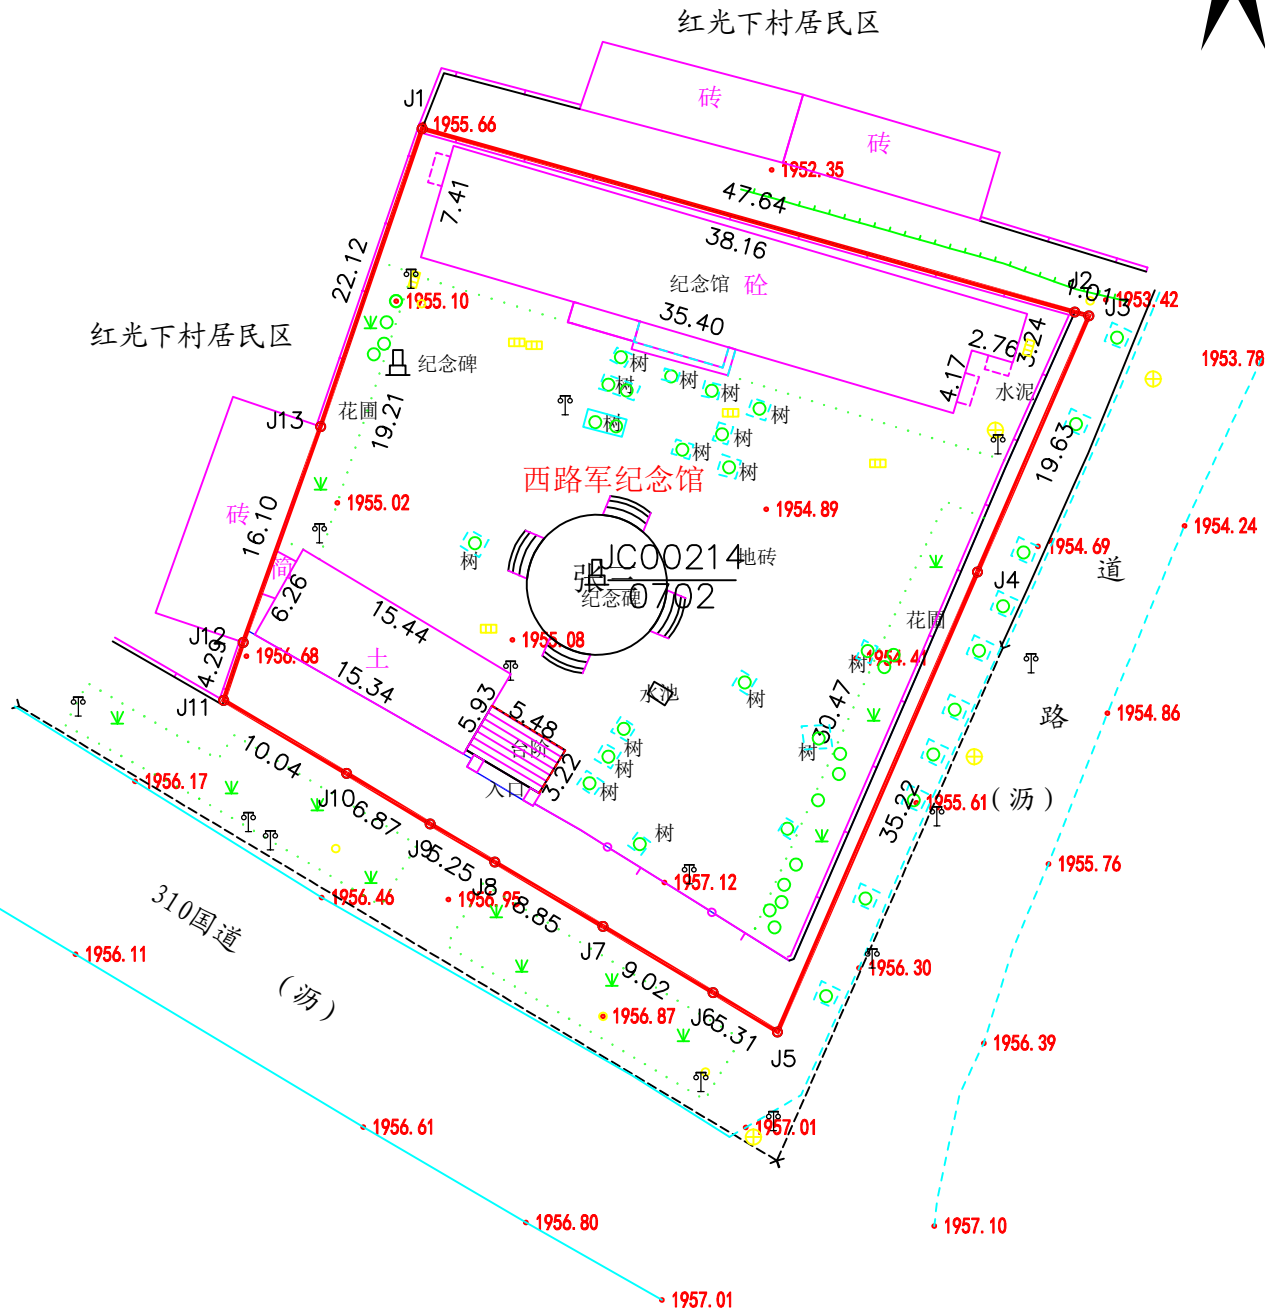 红光下村居民区
J1
1955.66
砖
砖
1952.35
47.64
7.41
38.16
22.12
纪念馆
砼
J2
1.01
J3
1953.42
1955.10
35.40
红光下村居民区
2.76
3.24
1953.78
纪念碑
树
树
树
树
4.17
水泥
J13
花圃
19.21
树
树
树
树
树
19.63
西路军纪念馆
砖
1955.02
1954.89
1954.24
16.10
树
JC00214
地砖
1954.69
道
简
张三
J4
6.26
纪念碑
0702
花圃
15.44
J12
1956.68
1955.08
4.29
土
树
1954.41
15.34
水池
树
J11
5.93
5.48
30.47
路
1954.86
10.04
台阶
树
树
树
1956.17
入口
3.22
树
J10
6.87
1955.61
(沥)
35.22
树
J9
5.25
J8
1957.12
1955.76
310国道
1956.46
1956.95
8.85
1956.11
J7
9.02
1956.30
(沥)
1956.87
J6
5.31
J5
1956.39
1956.61
1957.01
1956.80
1957.10
1957.01